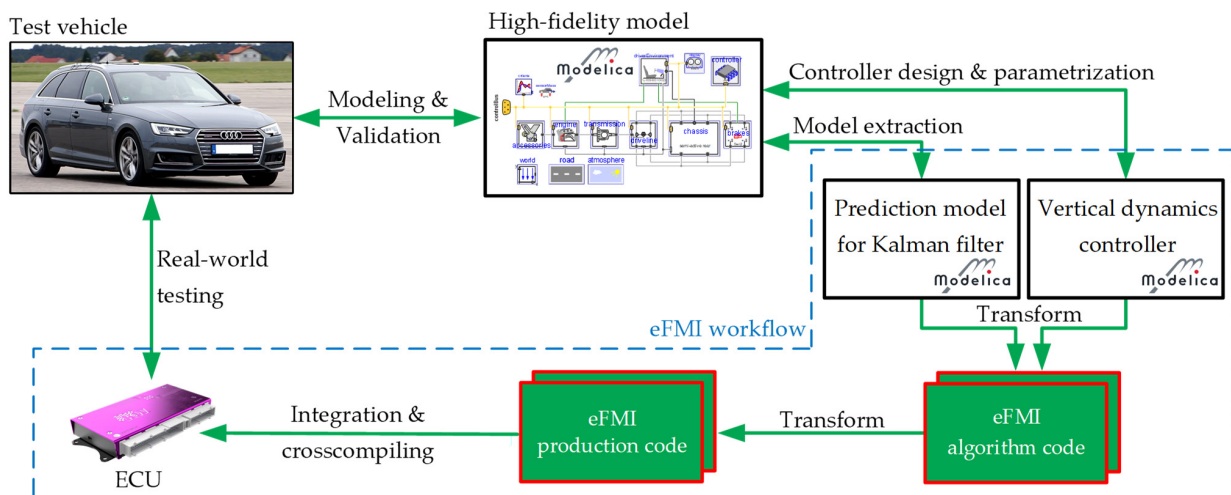 Test vehicle
High-fidelity model
Modelica
controller
controlBus
accessories
engine
transmission
driveline
chassis
brakes
world
road
atmosphere
Modeling &
Validation
Controller design & parametrization
Model extraction
Prediction model
for Kalman filter
Modelica
Vertical dynamics
controller
Modelica
Real-world
testing
eFMI workflow
Transform
eFMI
algorithm code
Transform
eFMI
production code
Integration &
crosscompiling
ECU